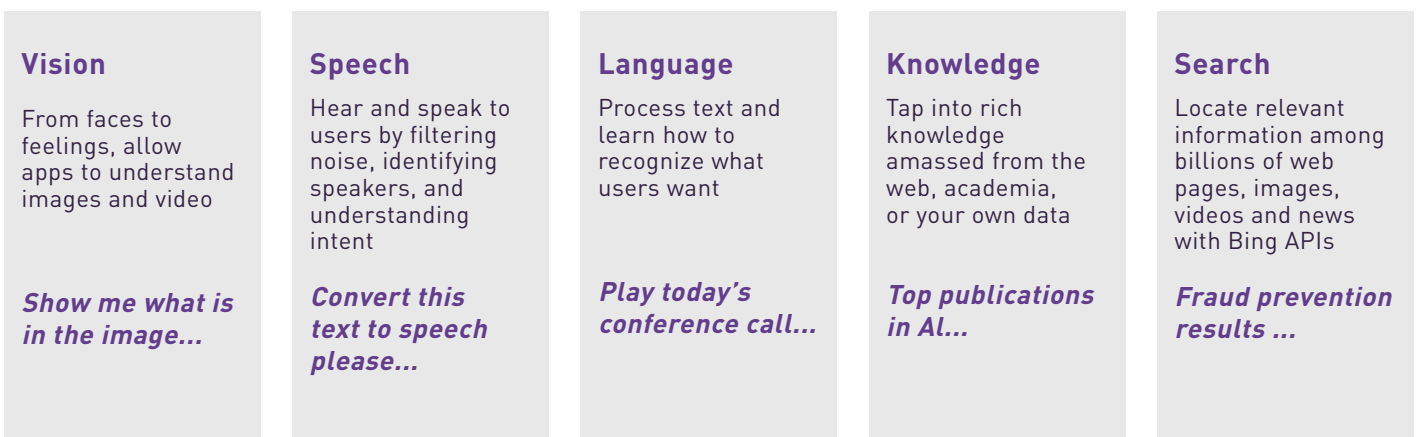 Vision
From faces to
feelings, allow
apps to understand
images and video
Show me what is
in the image...
Speech
Hear and speak to
users by filtering
noise, identifying
speakers, and
understanding
intent
Convert this
text to speech
please...
Language
Process text and
learn how to
recognize what
users want
Play today’s
conference call...
Knowledge
Tap into rich
knowledge
amassed from the
web, academia,
or your own data
Top publications
in Al...
Search
Locate relevant
information among
billions of web
pages, images,
videos and news
with Bing APIs
Fraud prevention
results ...